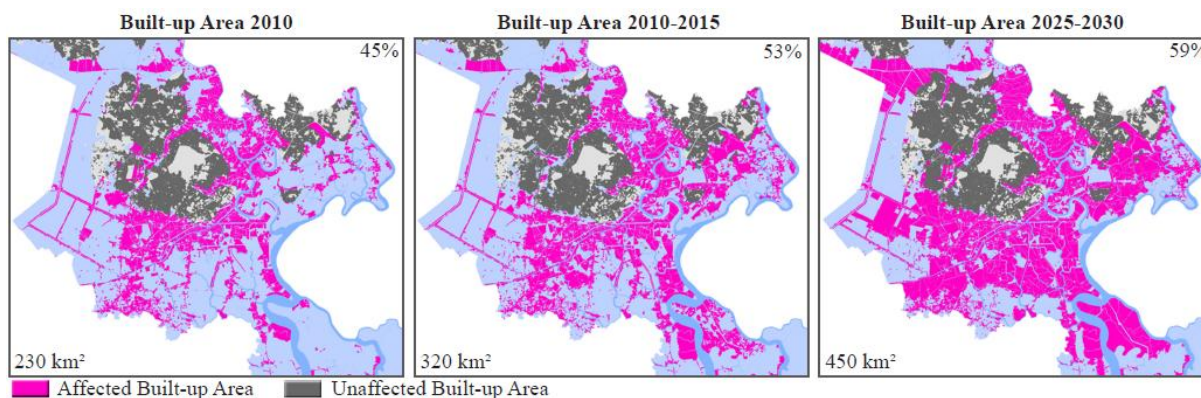 Built-up Area 2010
Built-up Area 2010-2015
Built-up Area 2025-2030
45%
53%
59%
230 km²
320 km²
450 km²
Affected Built-up Area
Unaffected Built-up Area